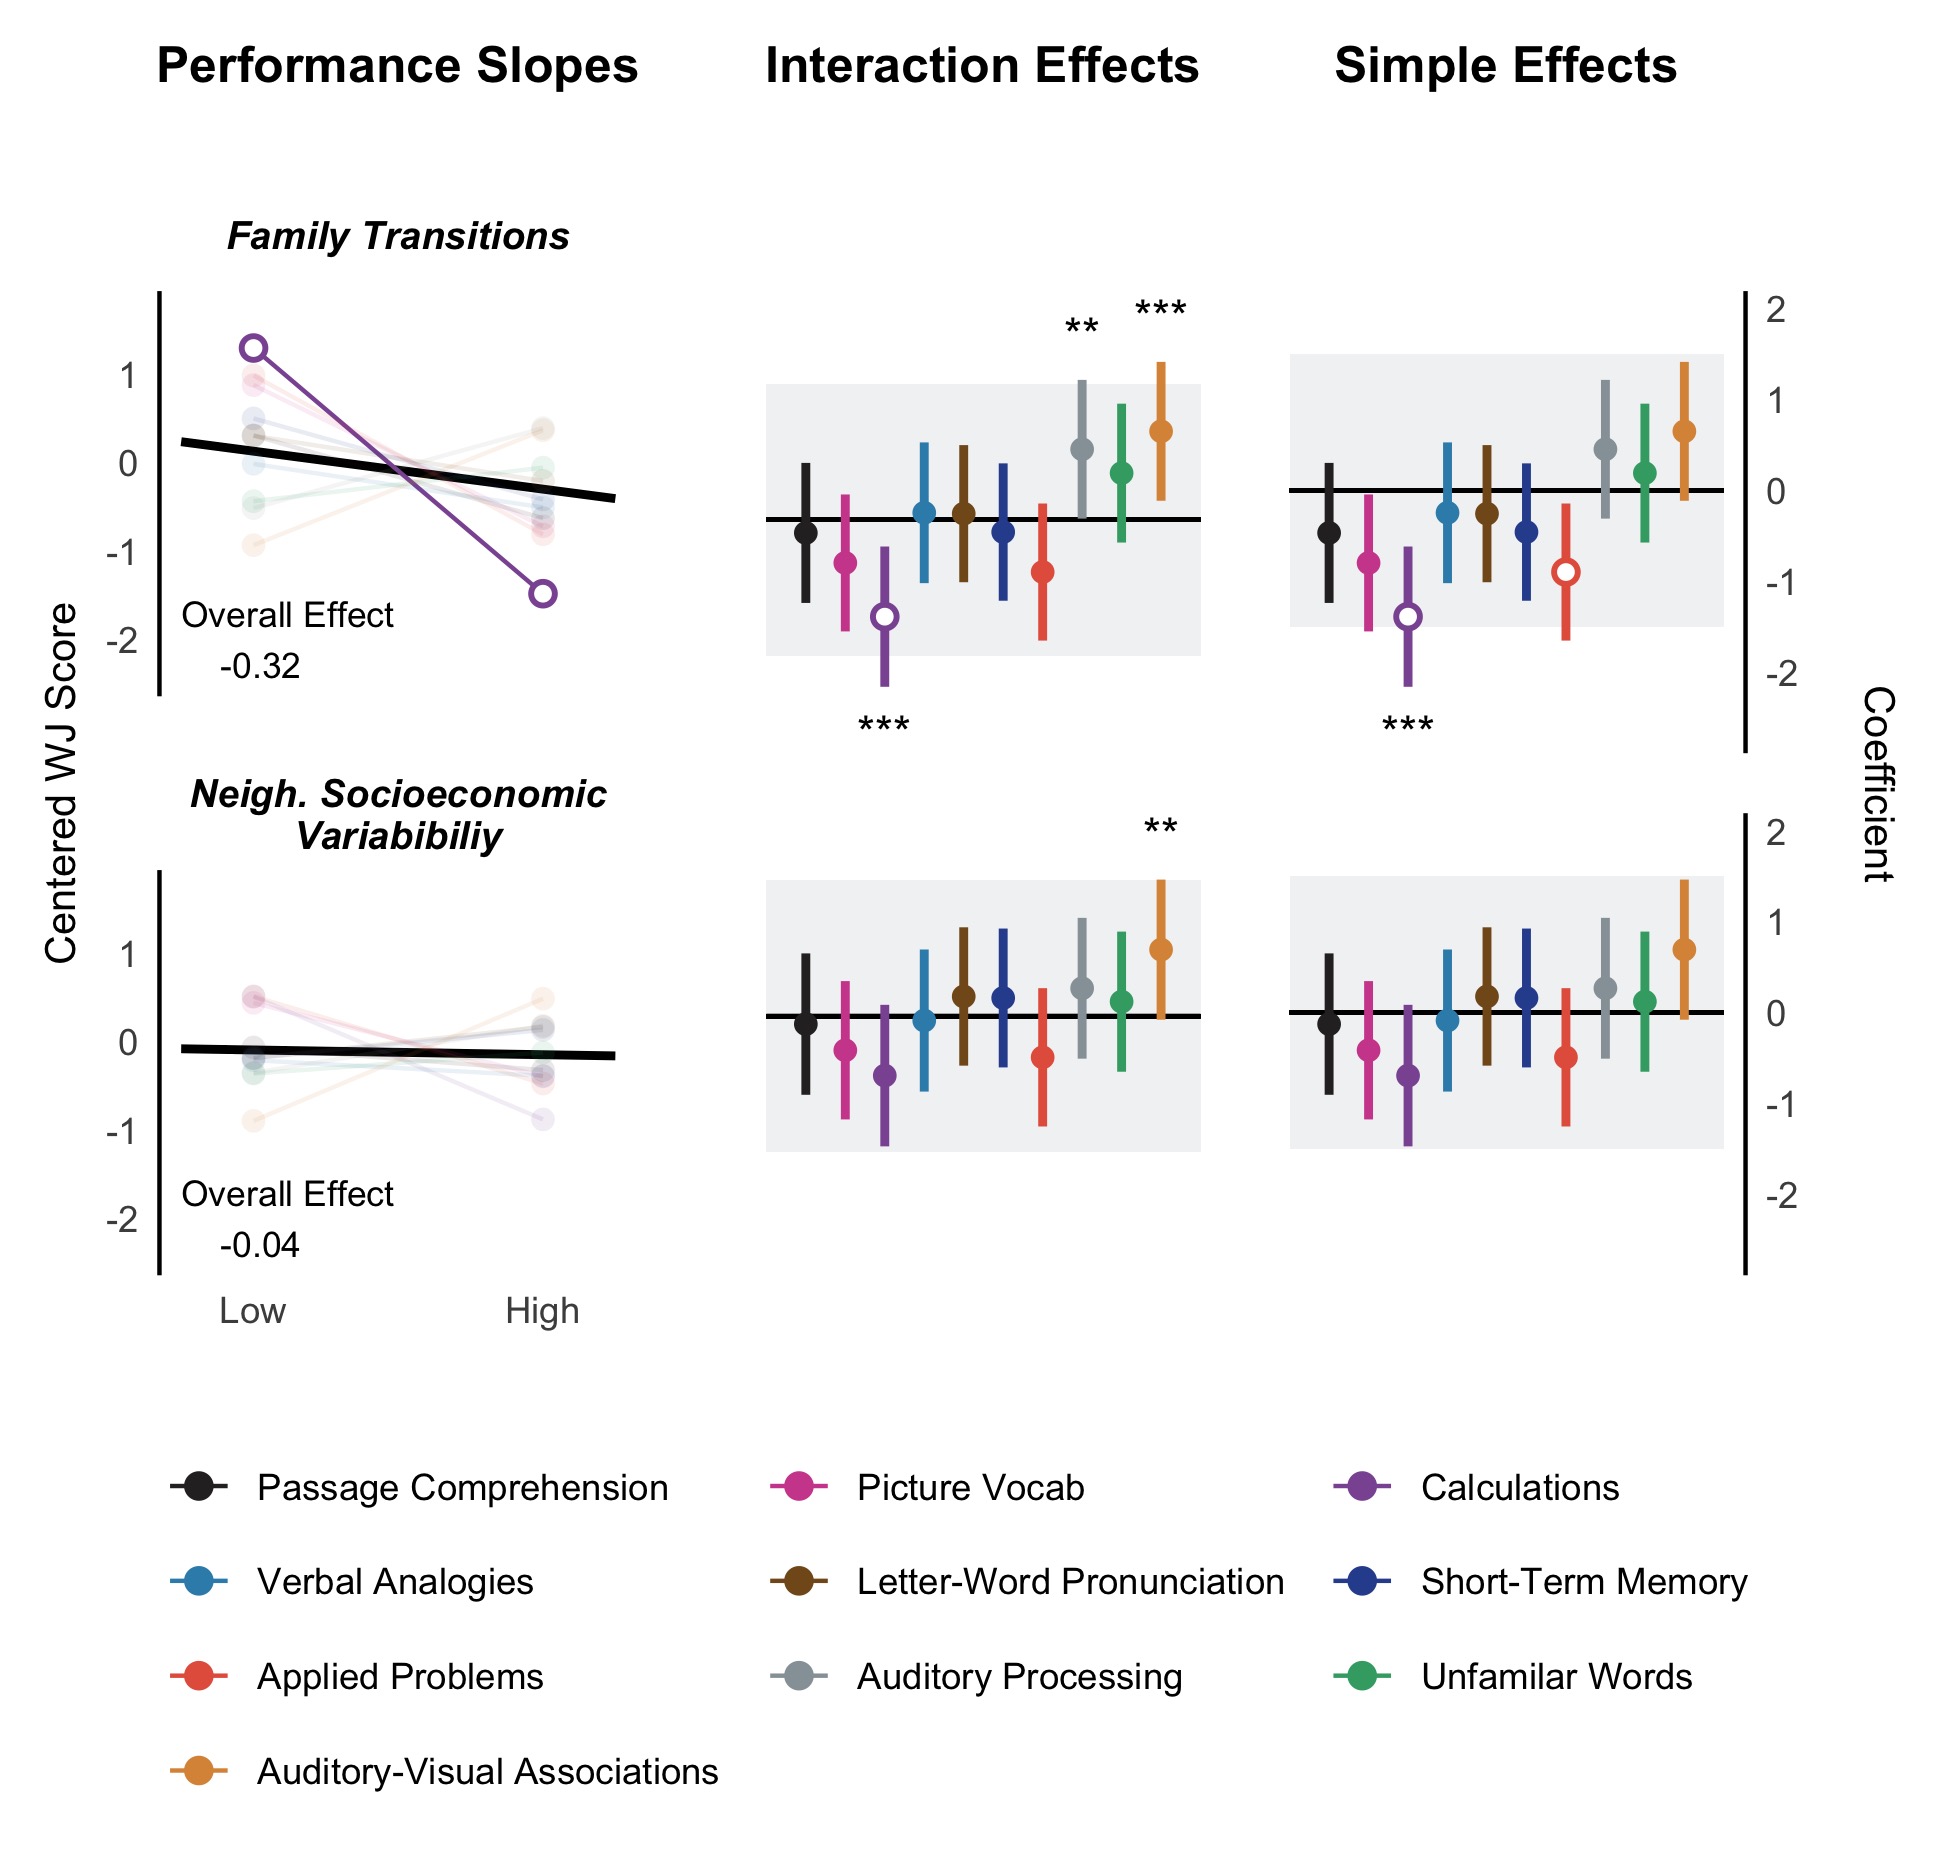 Performance Slopes
Interaction Effects
Simple Effects
Family Transitions
1
0
-1
-2
Overall Effect
-0.32
**
***
***
***
2
1
0
-1
-2
Centered WJ Score
Coefficient
Neigh. Socioeconomic
Variabibiliy
1
0
-1
-2
Overall Effect
-0.04
Low
High
**
2
1
0
-1
-2
Passage Comprehension
Picture Vocab
Calculations
Verbal Analogies
Letter-Word Pronunciation
Short-Term Memory
Applied Problems
Auditory Processing
Unfamilar Words
Auditory-Visual Associations